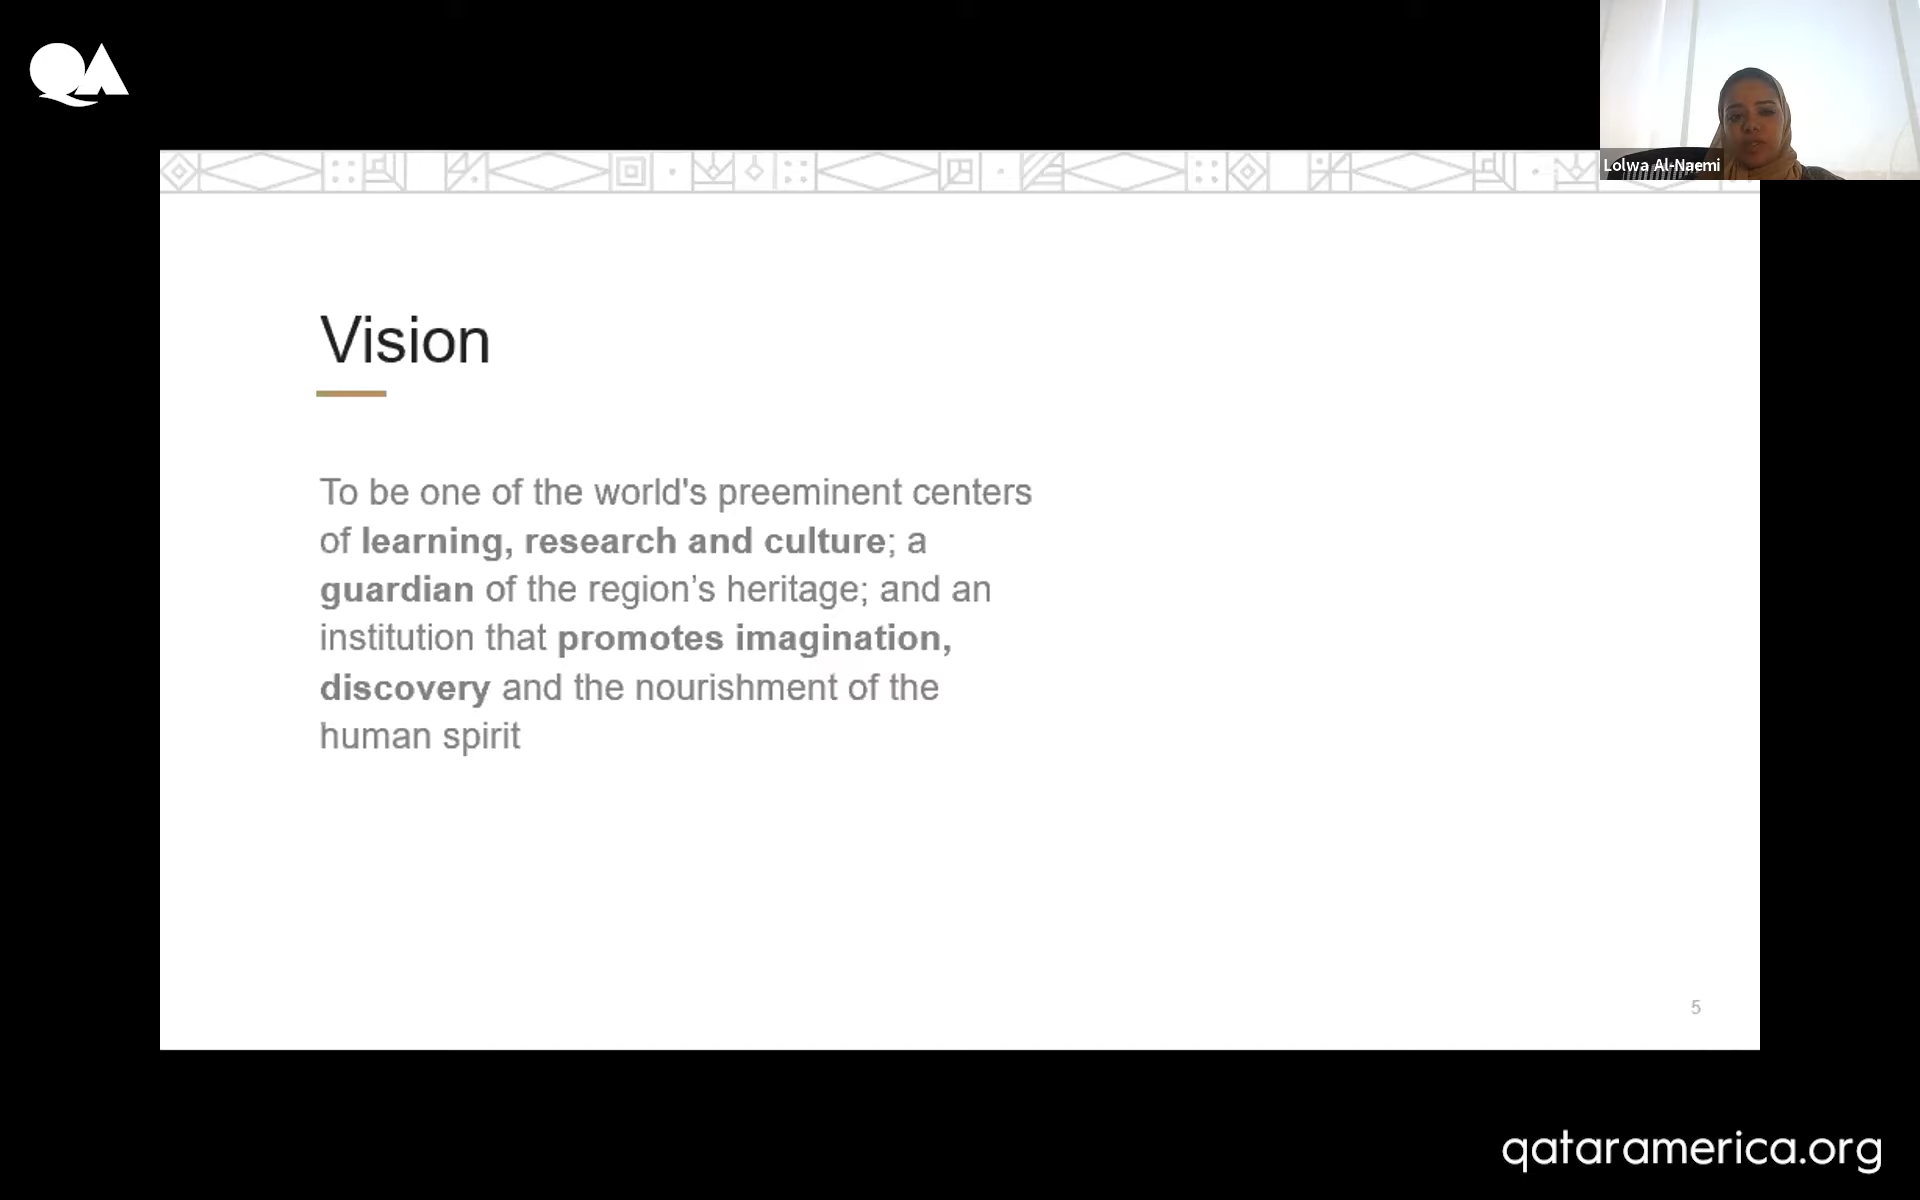 QA
Lolwa Al-Naemi
Vision
To be one of the world's preeminent centers
of learning, research and culture; a
guardian of the region’s heritage; and an
institution that promotes imagination,
discovery and the nourishment of the
human spirit
5
qataramerica.org